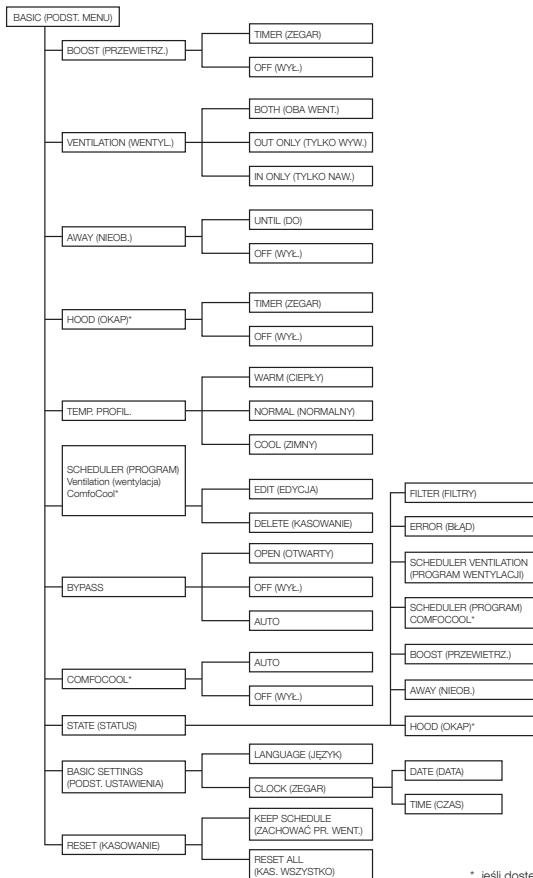 BASIC (PODST. MENU)
BOOST (PRZEWIETRZ.)
TIMER (ZEGAR)
OFF (WYŁ.)
VENTILATION (WENTYL.)
BOTH (OBA WENT.)
OUT ONLY (TYLKO WYW.)
IN ONLY (TYLKO NAW.)
AWAY (NIEOB.)
UNTIL (DO)
OFF (WYŁ.)
HOOD (OKAP)*
TIMER (ZEGAR)
OFF (WYŁ.)
TEMP. PROFIL.
WARM (CIEPŁY)
NORMAL (NORMALNY)
COOL (ZIMNY)
SCHEDULER (PROGRAM)
Ventilation (wentylacja)
ComfoCool*
EDIT (EDYCJA)
DELETE (KASOWANIE)
BYPASS
OPEN (OTWARTY)
OFF (WYŁ.)
AUTO
COMFOCOOL*
AUTO
OFF (WYŁ.)
STATE (STATUS)
FILTER (FILTRY)
ERROR (BŁĄD)
SCHEDULER VENTILATION
(PROGRAM WENTYLACJI)
SCHEDULER (PROGRAM)
COMFOCOOL*
BOOST (PRZEWIETRZ.)
AWAY (NIEOB.)
HOOD (OKAP)*
BASIC SETTINGS
(PODST. USTAWIENIA)
LANGUAGE (JĘZYK)
CLOCK (ZEGAR)
DATE (DATA)
TIME (CZAS)
RESET (KASOWANIE)
KEEP SCHEDULE
(ZACHOWAĆ PR. WENT.)
RESET ALL
(KAS. WSZYSTKO)
* jeśli